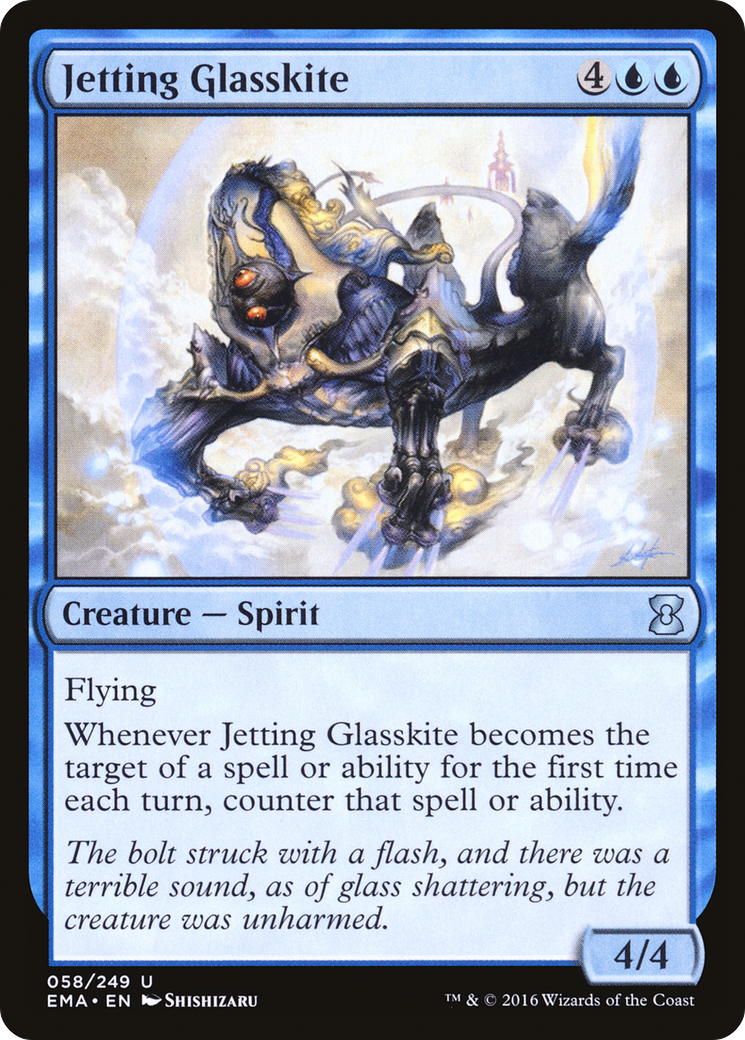 Jetting Glasskite 4
Creature — Spirit
Flying
Whenever Jetting Glasskite becomes the
target of a spell or ability for the first time
each turn, counter that spell or ability.
The bolt struck with a flash, and there was a
terrible sound, as of glass shattering, but the
creature was unharmed.
4/4
058/249 U
EMA • EN Shishizaru
™ & © 2016 Wizards of the Coast